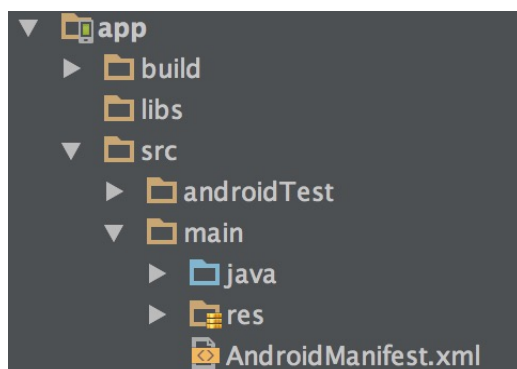 app
build
libs
src
androidTest
main
java
res
AndroidManifest.xml